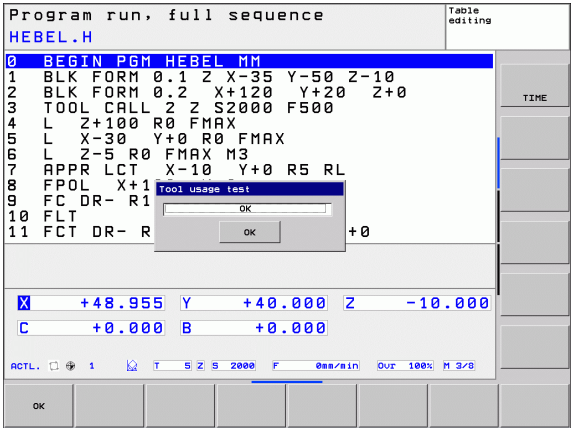 Program run, full sequence
HEBEL.H
Table
editing
0 BEGIN PGM HEBEL MM
1 BLK FORM 0.1 Z X-35 Y-50 Z-10
2 BLK FORM 0.2 X+120 Y+20 Z+0
3 TOOL CALL 2 Z S2000 F500
4 L Z+100 R0 FMAX
5 L X-30 Y+0 R0 FMAX
6 L Z-5 R0 FMAX M3
7 APPR LCT X-10 Y+0 R5 RL
8 FPOL X+1
9 FC DR- R1
10 FLT
11 FCT DR- R +0
Tool usage test
OK
OK
TIME
X +48.955 Y +40.000 Z -10.000
C +0.000 B +0.000
ACTL. 1 T 5 Z S 2000 F 0mm/min Ovr 100% M 3/8
OK